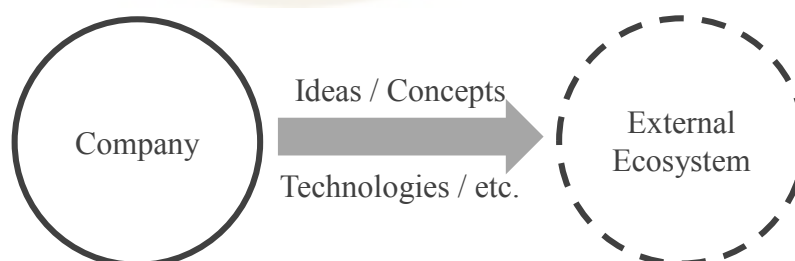 Ideas / Concepts
Company
External
Ecosystem
Technologies / etc.